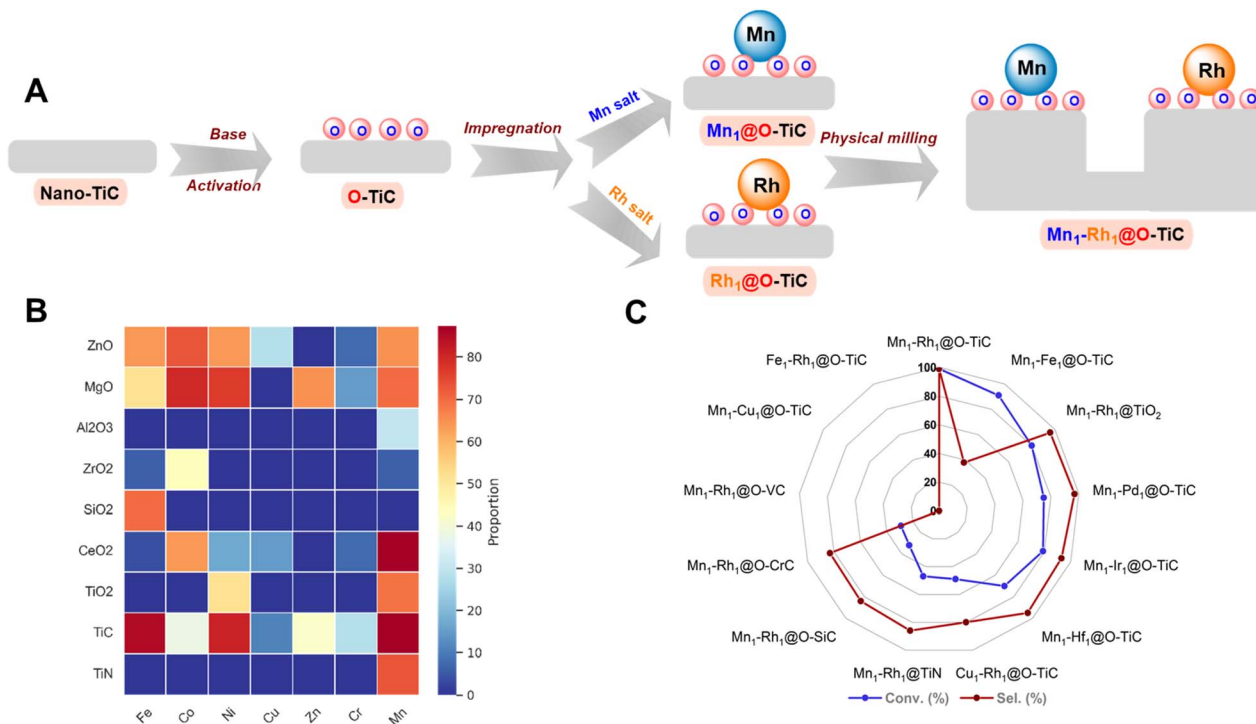 A
Nano-TiC
Base
Activation
O O O O
O-TiC
Impregnation
Mn salt
Rh salt
Mn
O O O O
Mn₁@O-TiC
Rh
O O O O
Rh₁@O-TiC
Physical milling
Mn
O O O O
Rh
O O O O
Mn₁-Rh₁@O-TiC
B
ZnO
MgO
Al2O3
ZrO2
SiO2
CeO2
TiO2
TiC
TiN
Fe Co Ni Cu Zn Cr Mn
80
70
60
50
40
30
20
10
0
Proportion
C
Mn₁-Rh₁@O-TiC
Mn₁-Fe₁@O-TiC
Mn₁-Rh₁@TiO₂
Mn₁-Pd₁@O-TiC
Mn₁-Ir₁@O-TiC
Mn₁-Hf₁@O-TiC
Cu₁-Rh₁@O-TiC
Mn₁-Rh₁@TiN
Mn₁-Rh₁@O-SiC
Mn₁-Rh₁@O-CrC
Mn₁-Rh₁@O-VC
Mn₁-Cu₁@O-TiC
Fe₁-Rh₁@O-TiC
100
80
60
40
20
0
Conv. (%) Sel. (%)